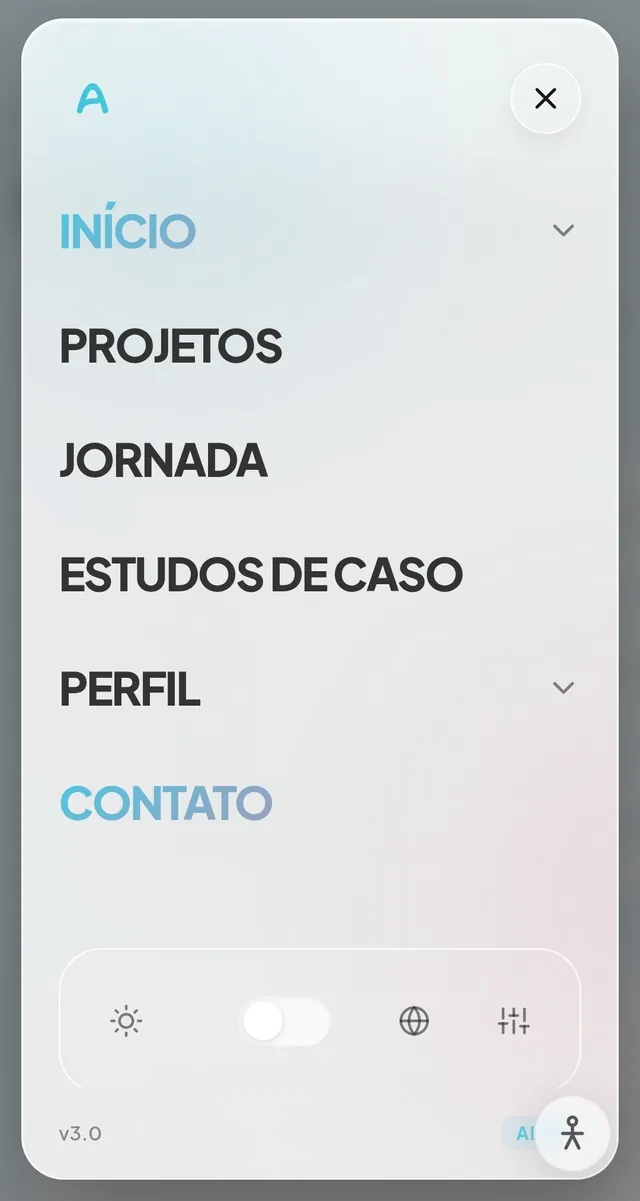 A
INÍCIO
PROJETOS
JORNADA
ESTUDOS DE CASO
PERFIL
CONTATO
v3.0
AI